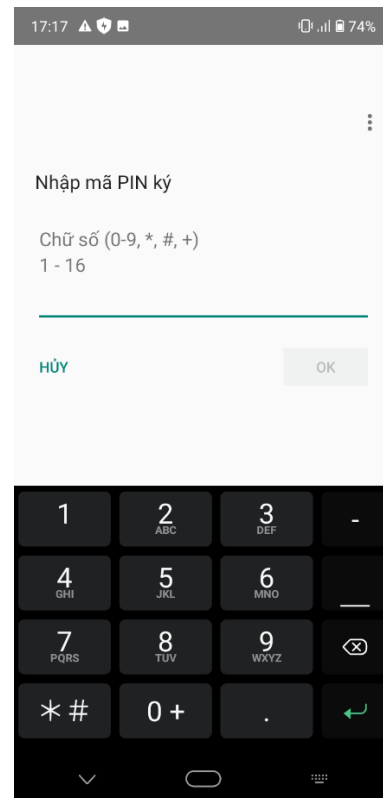 17:17 74%
Nhập mã PIN ký
Chữ số (0-9, *, #, +)
1 - 16
HỦY OK
1 2 ABC 3 DEF -
4 GHI 5 JKL 6 MNO _
7 PQRS 8 TUV 9 WXYZ
*# 0 + .